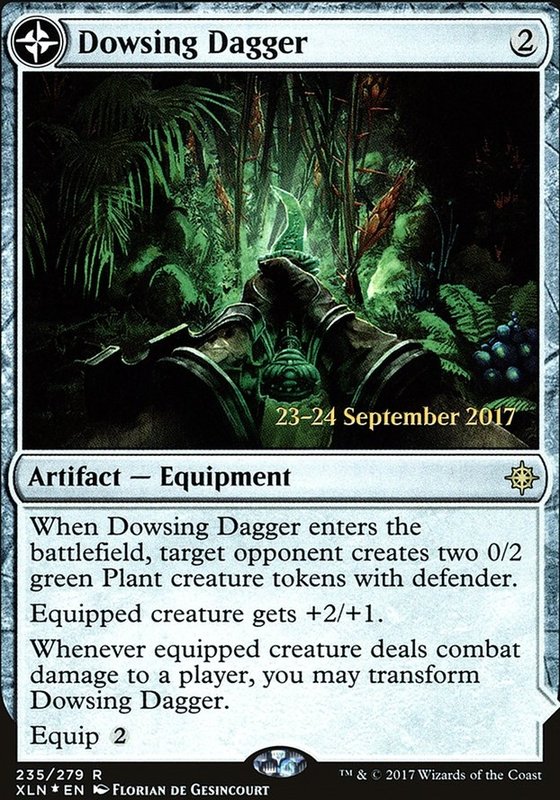 Dowsing Dagger 2
23–24 September 2017
Artifact — Equipment
When Dowsing Dagger enters the
battlefield, target opponent creates two 0/2
green Plant creature tokens with defender.
Equipped creature gets +2/+1.
Whenever equipped creature deals combat
damage to a player, you may transform
Dowsing Dagger.
Equip 2
235/279 R
XLN ★ EN Florian de Gesincourt
™ & © 2017 Wizards of the Coast